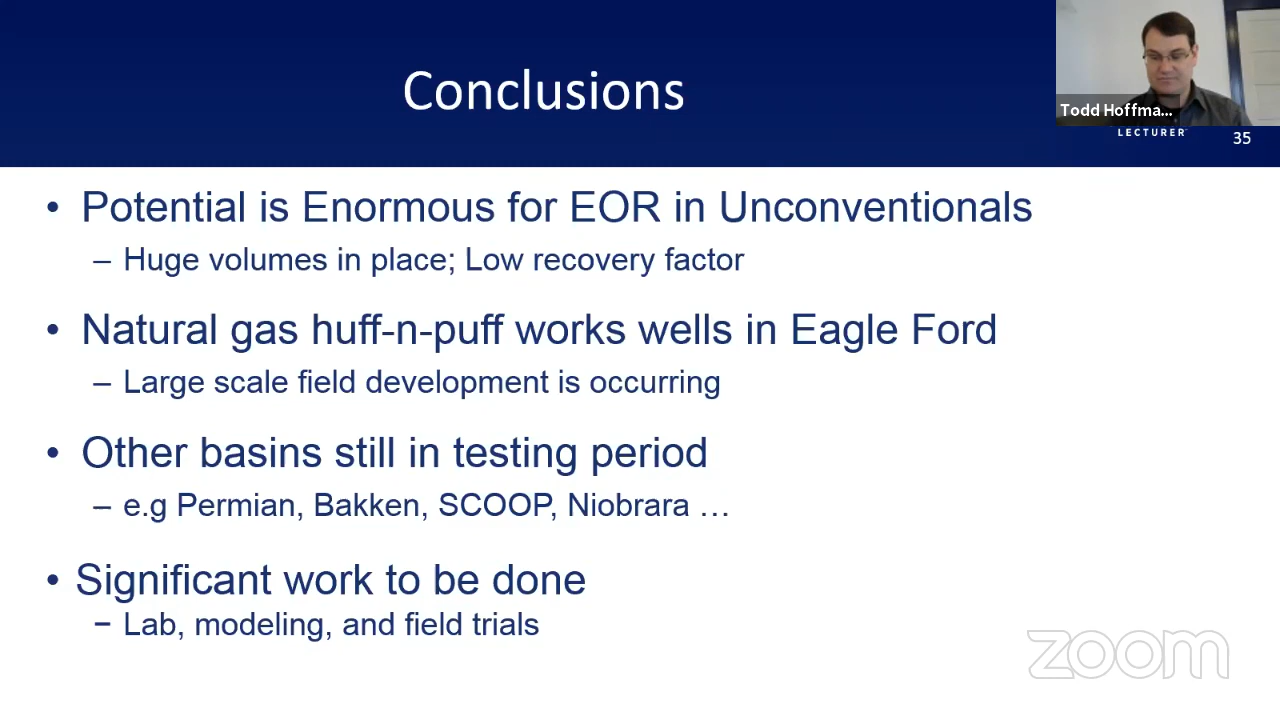 Conclusions
Todd Hoffma...
LECTURER
35
• Potential is Enormous for EOR in Unconventionals
– Huge volumes in place; Low recovery factor
• Natural gas huff-n-puff works wells in Eagle Ford
– Large scale field development is occurring
• Other basins still in testing period
– e.g Permian, Bakken, SCOOP, Niobrara …
• Significant work to be done
– Lab, modeling, and field trials
zoom